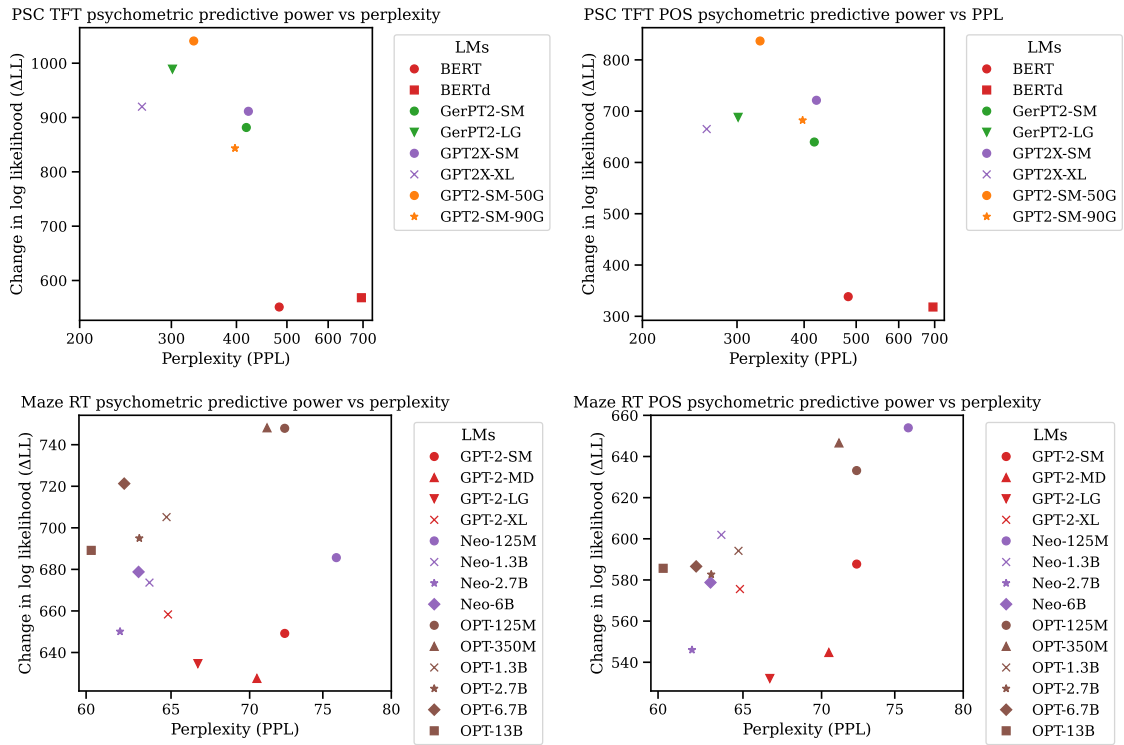 PSC TFT psychometric predictive power vs perplexity
Change in log likelihood (ΔLL)
1000
900
800
700
600
200
300
400
500
600
700
Perplexity (PPL)
LMs
BERT
BERTd
GerPT2-SM
GerPT2-LG
GPT2X-SM
GPT2X-XL
GPT2-SM-50G
GPT2-SM-90G
PSC TFT POS psychometric predictive power vs PPL
Change in log likelihood (ΔLL)
800
700
600
500
400
300
200
300
400
500
600
700
Perplexity (PPL)
LMs
BERT
BERTd
GerPT2-SM
GerPT2-LG
GPT2X-SM
GPT2X-XL
GPT2-SM-50G
GPT2-SM-90G
Maze RT psychometric predictive power vs perplexity
Change in log likelihood (ΔLL)
740
720
700
680
660
640
60
65
70
75
80
Perplexity (PPL)
LMs
GPT-2-SM
GPT-2-MD
GPT-2-LG
GPT-2-XL
Neo-125M
Neo-1.3B
Neo-2.7B
Neo-6B
OPT-125M
OPT-350M
OPT-1.3B
OPT-2.7B
OPT-6.7B
OPT-13B
Maze RT POS psychometric predictive power vs perplexity
Change in log likelihood (ΔLL)
660
640
620
600
580
560
540
60
65
70
75
80
Perplexity (PPL)
LMs
GPT-2-SM
GPT-2-MD
GPT-2-LG
GPT-2-XL
Neo-125M
Neo-1.3B
Neo-2.7B
Neo-6B
OPT-125M
OPT-350M
OPT-1.3B
OPT-2.7B
OPT-6.7B
OPT-13B